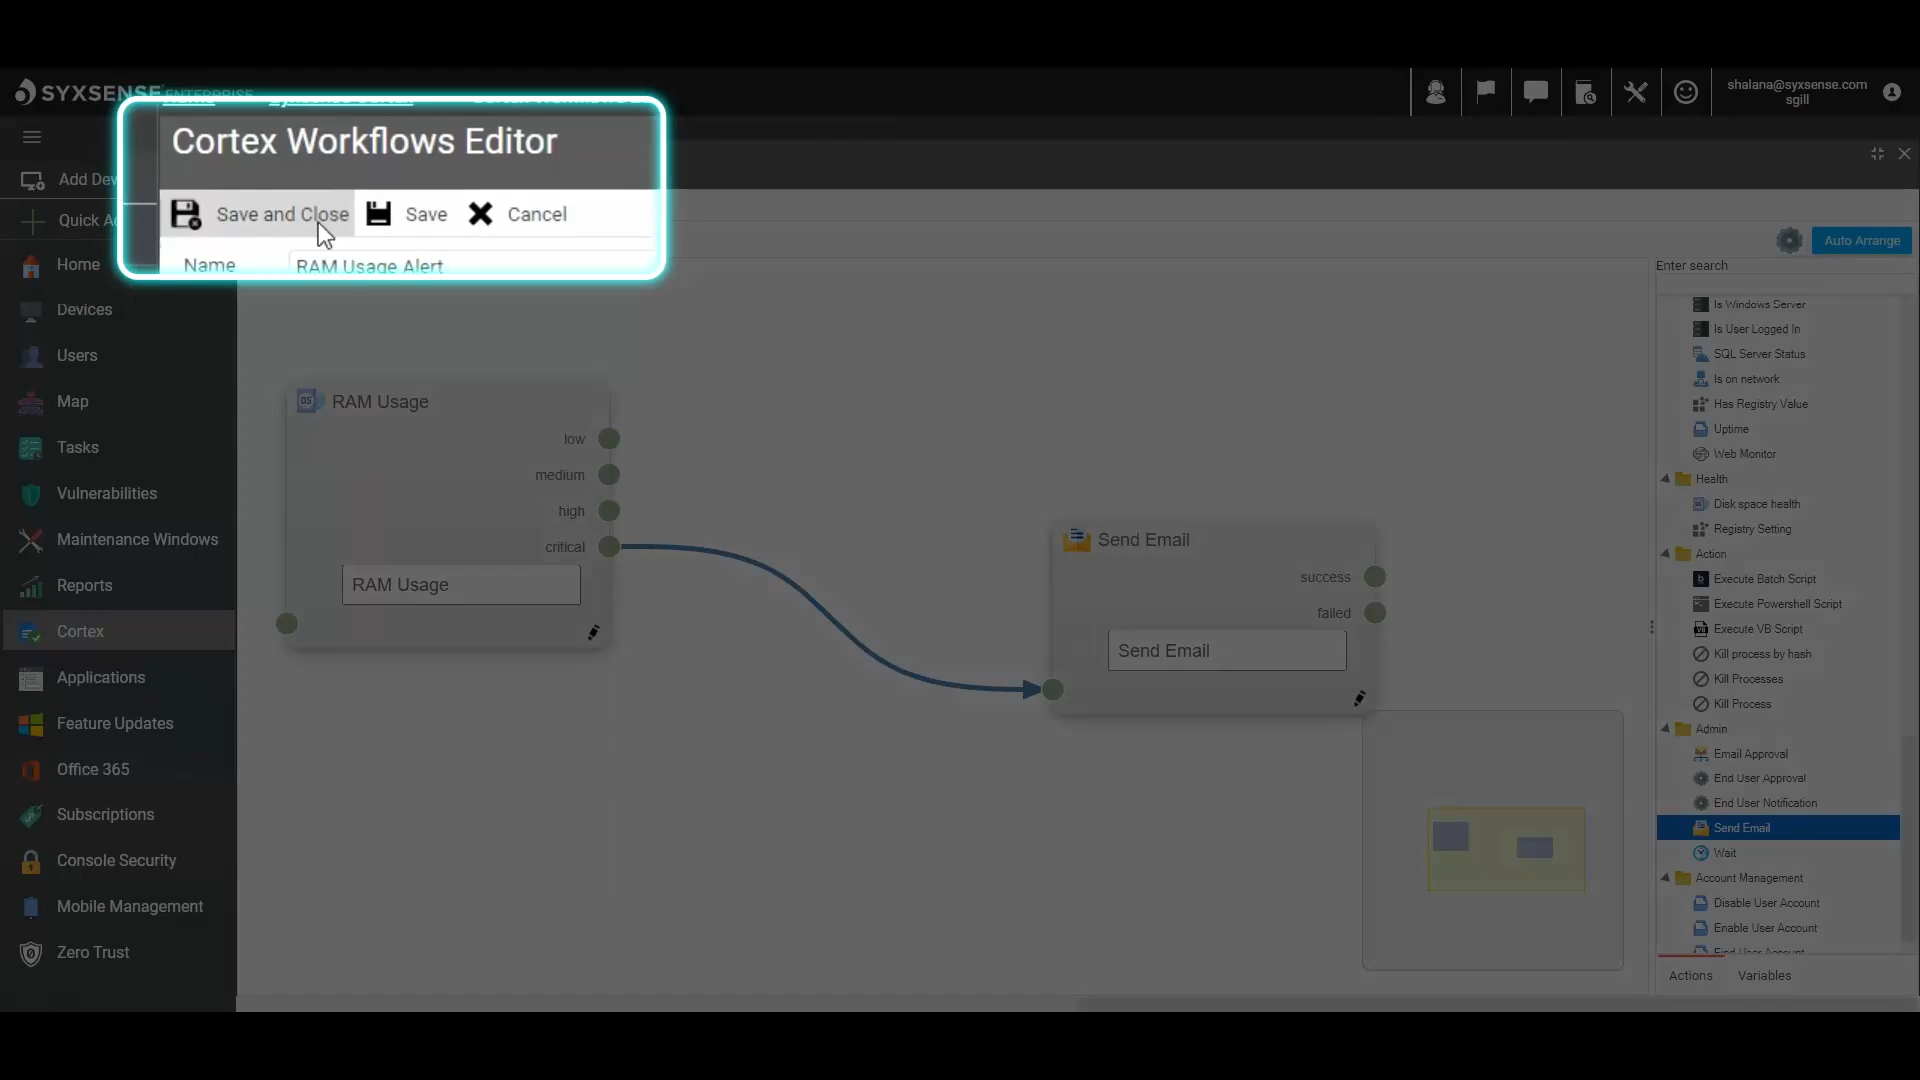 SYXSENSE ENTERPRISE
shalana@syxsense.com
sgill
Home
Cortex Workflows Editor
Save and Close
Save
Cancel
Name
RAM Usage Alert
Add Dev
Quick A
Home
Devices
Users
Map
Tasks
Vulnerabilities
Maintenance Windows
Reports
Cortex
Applications
Feature Updates
Office 365
Subscriptions
Console Security
Mobile Management
Zero Trust
RAM Usage
low
medium
high
critical
RAM Usage
Send Email
success
failed
Send Email
Auto Arrange
Enter search
Is Windows Server
Is User Logged In
SQL Server Status
Is on network
Has Registry Value
Uptime
Web Monitor
Health
Disk space health
Registry Setting
Action
Execute Batch Script
Execute Powershell Script
Execute VB Script
Kill process by hash
Kill Processes
Kill Process
Admin
Email Approval
End User Approval
End User Notification
Send Email
Wait
Account Management
Disable User Account
Enable User Account
Find User Account
Actions
Variables